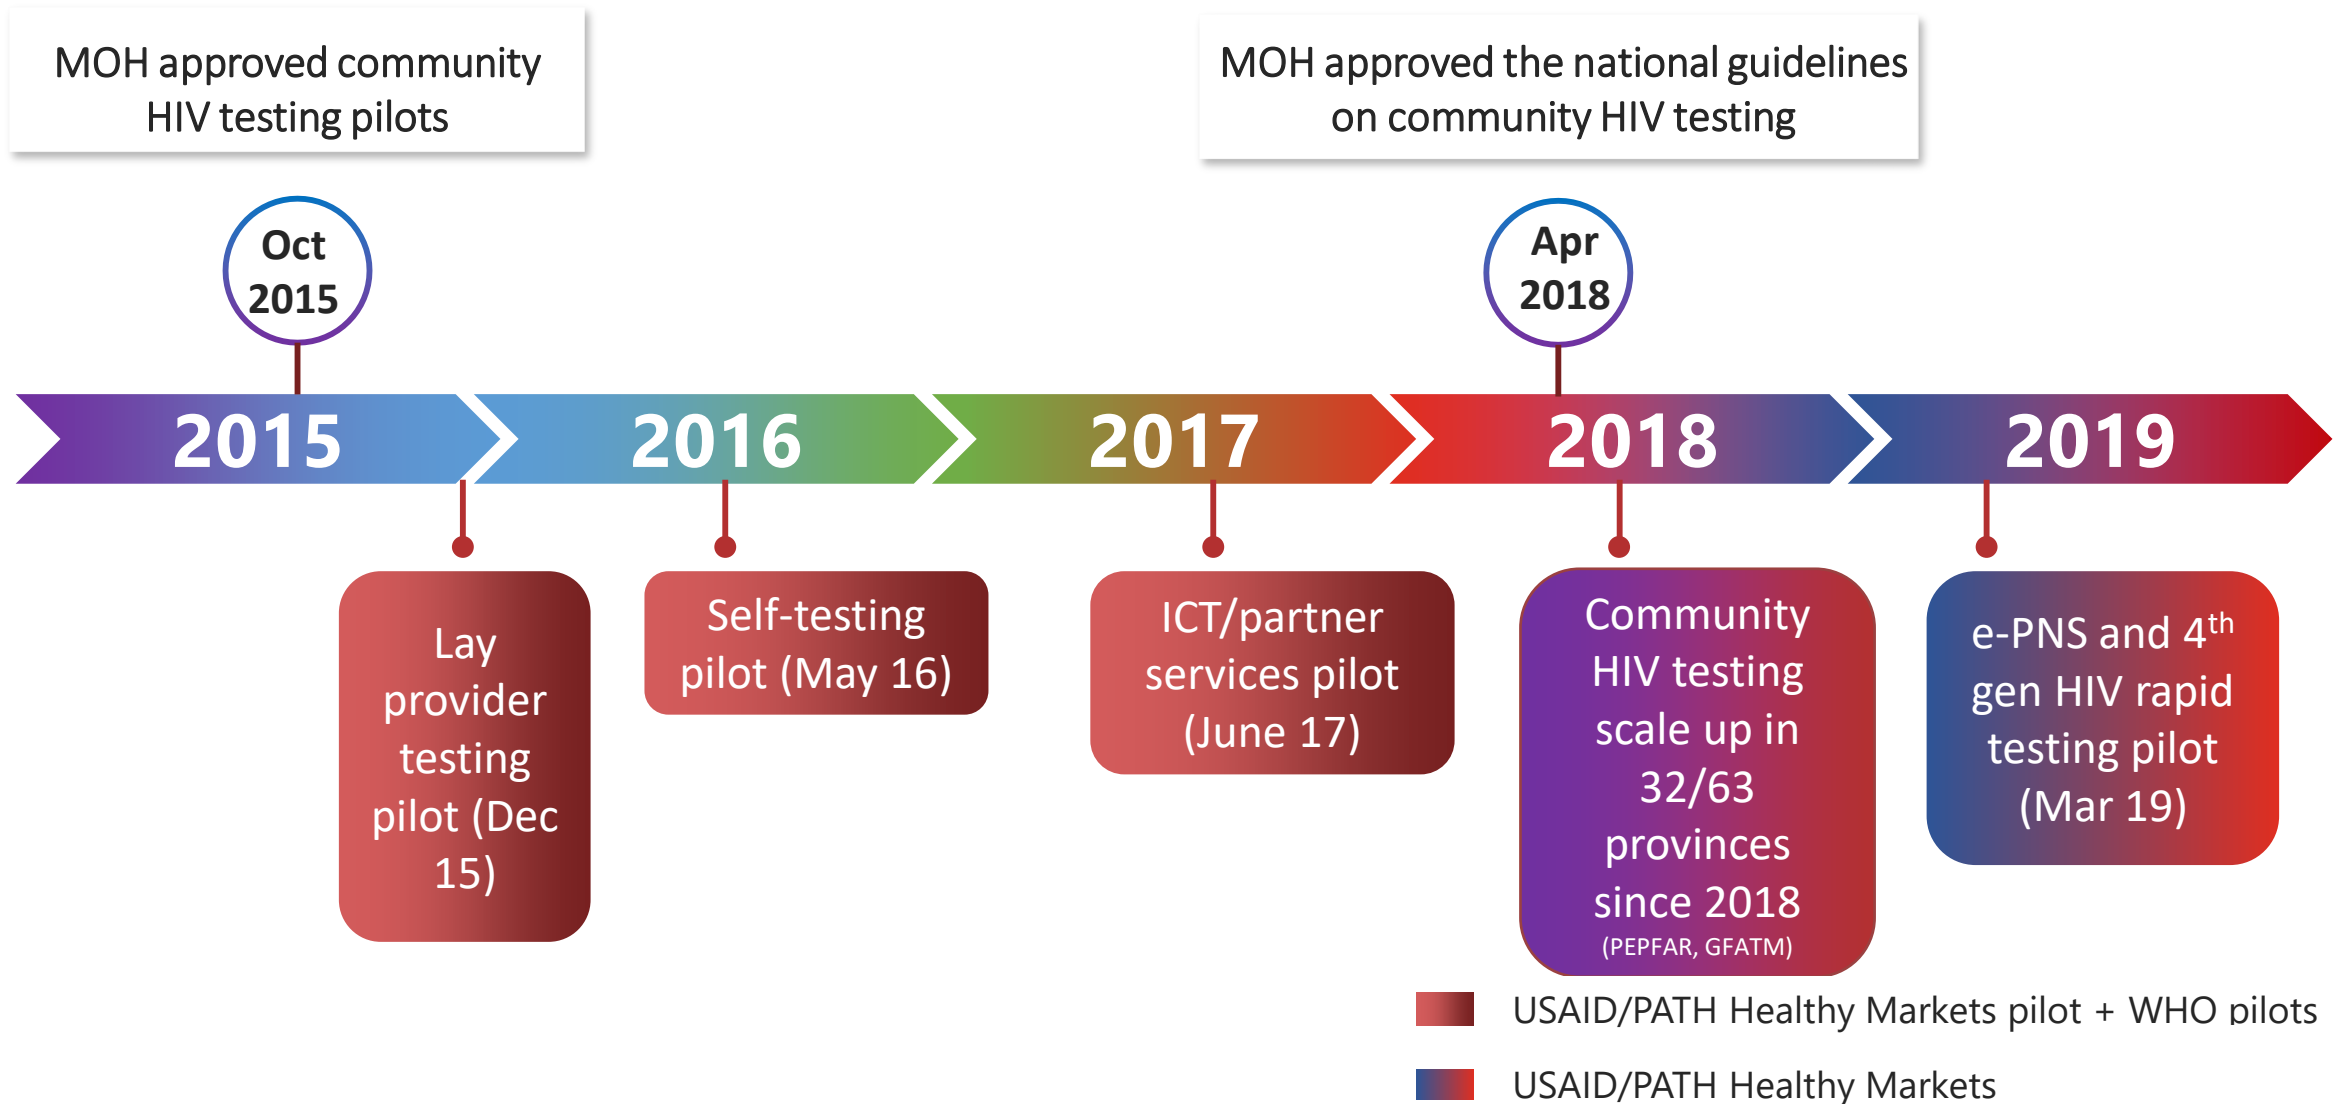 MOH approved community
HIV testing pilots
MOH approved the national guidelines
on community HIV testing
Oct
2015
Apr
2018
2015
2016
2017
2018
2019
Lay
provider
testing
pilot (Dec
15)
Self-testing
pilot (May 16)
ICT/partner
services pilot
(June 17)
Community
HIV testing
scale up in
32/63
provinces
since 2018
(PEPFAR, GFATM)
e-PNS and 4th
gen HIV rapid
testing pilot
(Mar 19)
USAID/PATH Healthy Markets pilot + WHO pilots
USAID/PATH Healthy Markets